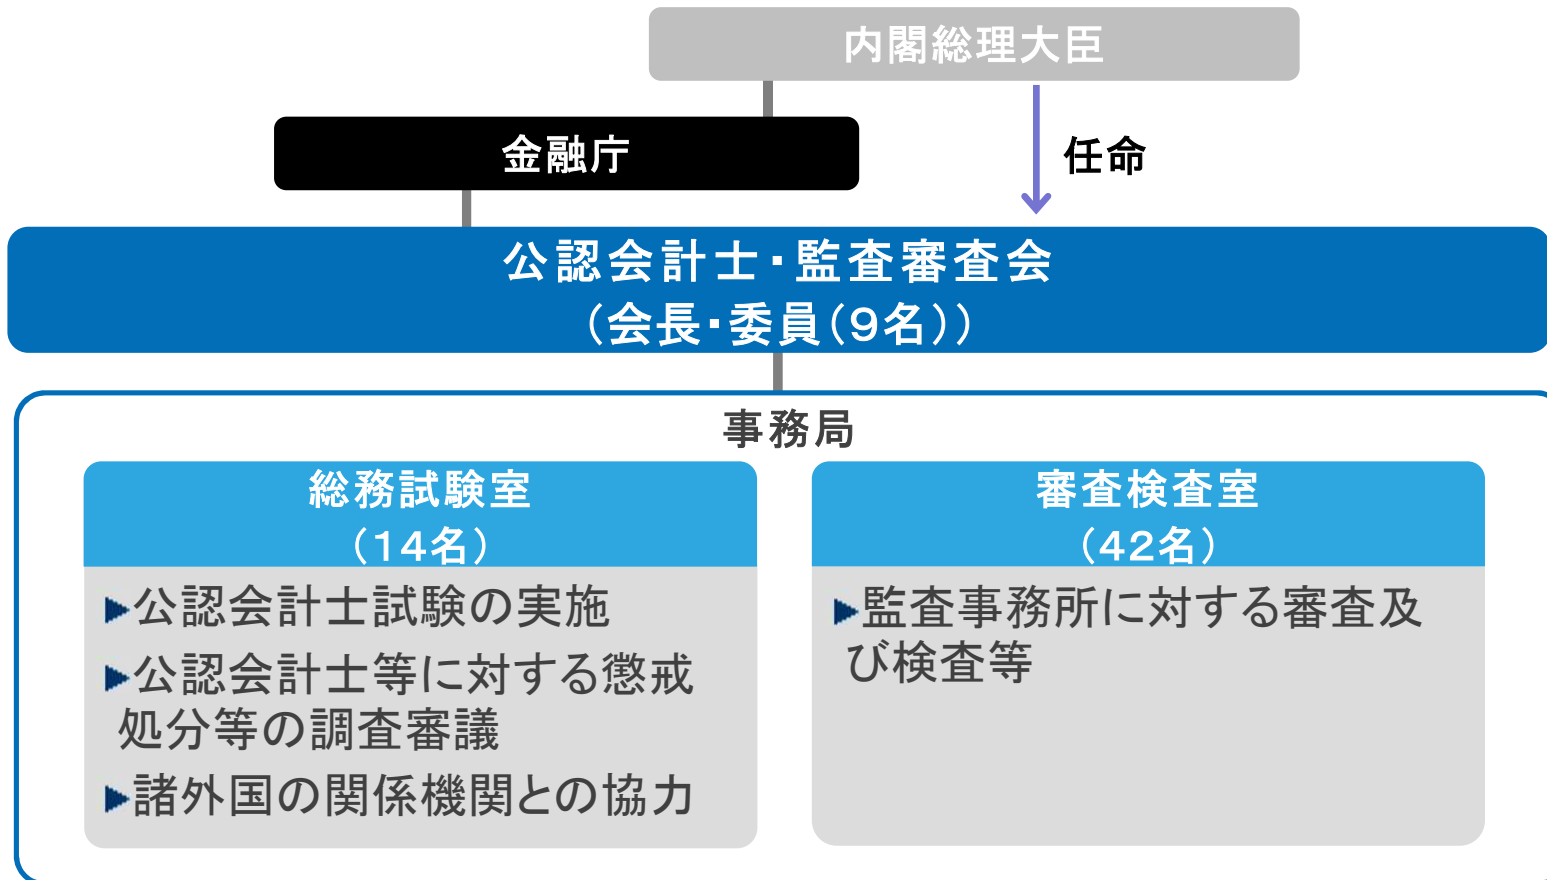 内閣総理大臣
金融庁
任命
公認会計士・監査審査会
（会長・委員（９名））
事務局
総務試験室
（14名）
►公認会計士試験の実施
►公認会計士等に対する懲戒
処分等の調査審議
►諸外国の関係機関との協力
審査検査室
（42名）
►監査事務所に対する審査及
び検査等